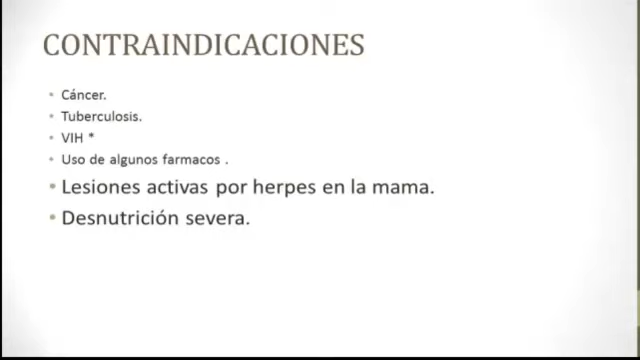 CONTRAINDICACIONES
• Cáncer.
• Tuberculosis.
• VIH *
• Uso de algunos farmacos .
• Lesiones activas por herpes en la mama.
• Desnutrición severa.